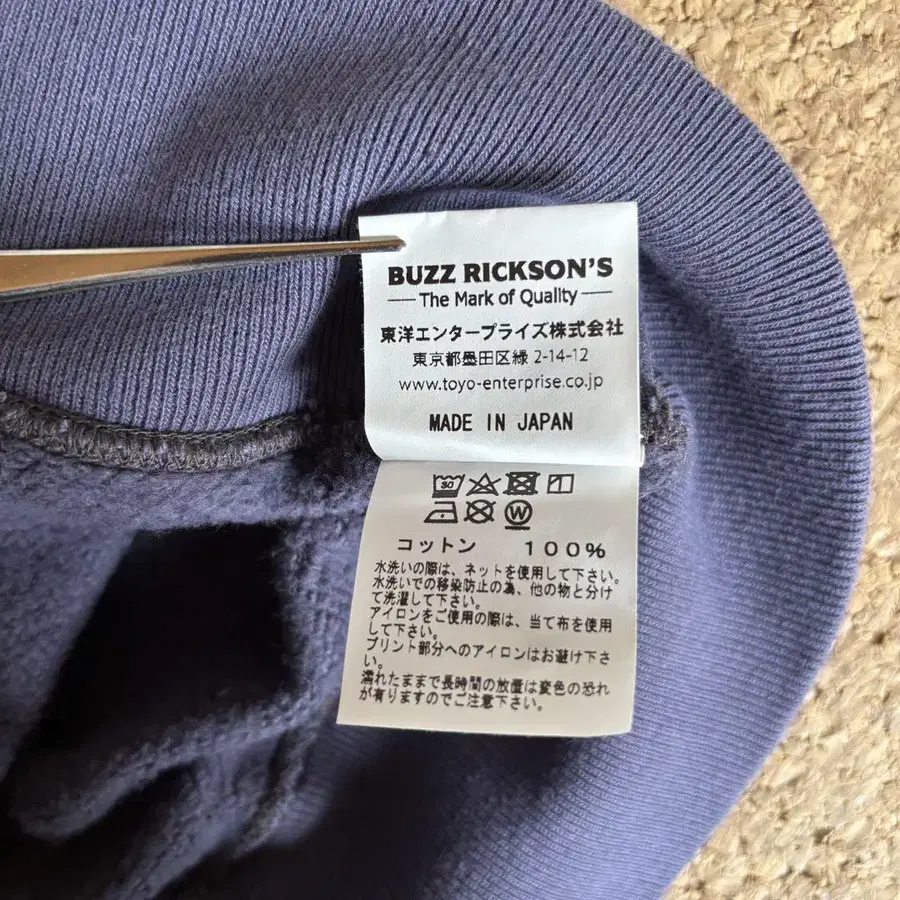 BUZZ RICKSON'S
The Mark of Quality
東洋エンタープライズ株式会社
東京都墨田区緑 2-14-12
www.toyo-enterprise.co.jp
MADE IN JAPAN
30
W
コットン 100%
水洗いの際は、ネットを使用して下さい。
水洗いでの移染防止の為、他の物と分け
て洗濯して下さい。
アイロンをご使用の際は、当て布を使用
して下さい。
プリント部分へのアイロンはお避け下さ
い。
濡れたままで長時間の放置は変色の恐れ
が有りますのでご注意下さい。